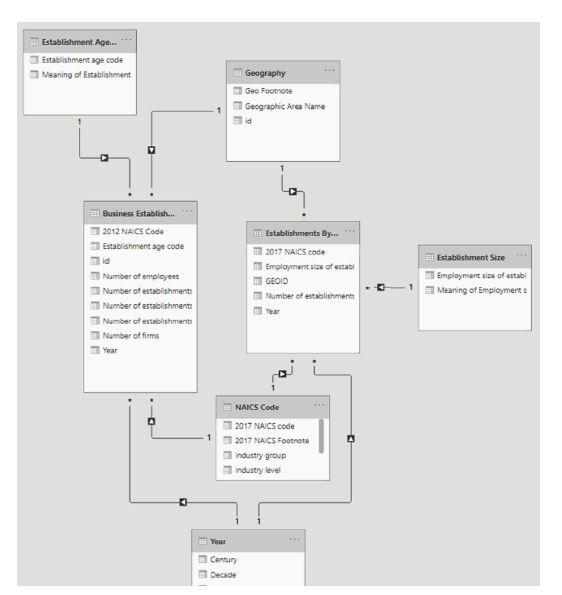 Establishment Age... ...
Establishment age code
Meaning of Establishment
Geography ...
Geo Footnote
Geographic Area Name
id
1
1
1
*
*
*
Business Establish... ...
2012 NAICS Code
Establishment age code
id
Number of employees
Number of establishments
Number of establishments
Number of establishments
Number of firms
Year
Establishments By... ...
2017 NAICS code
Employment size of establ
GEOID
Number of establishments
Year
Establishment Size ...
Employment size of establ
Meaning of Employment s
*
1
*
*
1
*
*
1
NAICS Code ...
2017 NAICS code
2017 NAICS Footnote
Industry group
Industry level
1
1
Year ...
Century
Decade